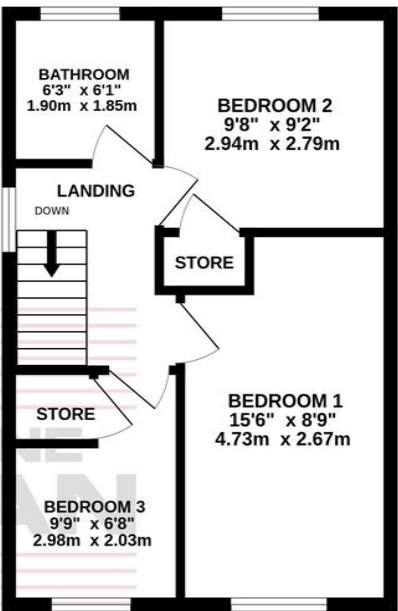 BATHROOM
6'3" x 6'1"
1.90m x 1.85m
BEDROOM 2
9'8" x 9'2"
2.94m x 2.79m
LANDING
DOWN
STORE
BEDROOM 1
15'6" x 8'9"
4.73m x 2.67m
STORE
BEDROOM 3
9'9" x 6'8"
2.98m x 2.03m